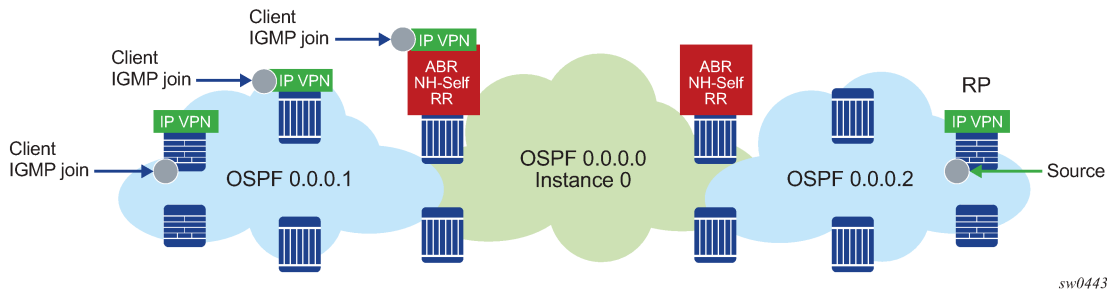 Client
IGMP join
IP VPN
ABR
NH-Self
RR
Client
IGMP join
IP VPN
Client
IGMP join
IP VPN
OSPF 0.0.0.1
OSPF 0.0.0.0
Instance 0
ABR
NH-Self
RR
OSPF 0.0.0.2
RP
IP VPN
Source
sw0443